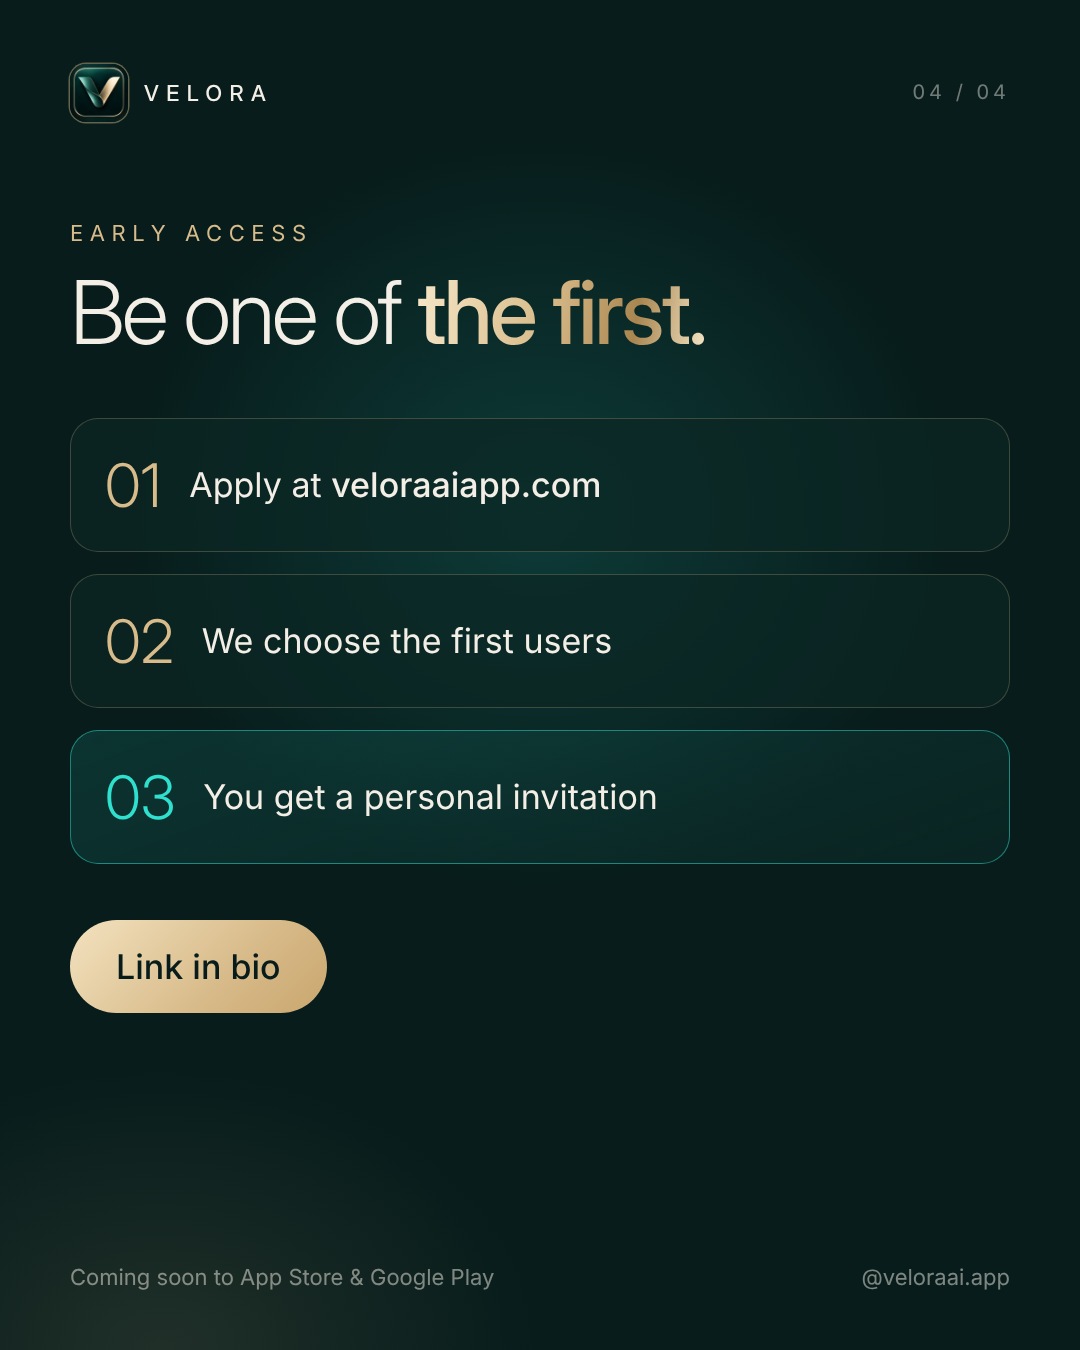 VELORA
04 / 04
EARLY ACCESS
Be one of the first.
01 Apply at veloraaiapp.com
02 We choose the first users
03 You get a personal invitation
Link in bio
Coming soon to App Store & Google Play
@veloraai.app